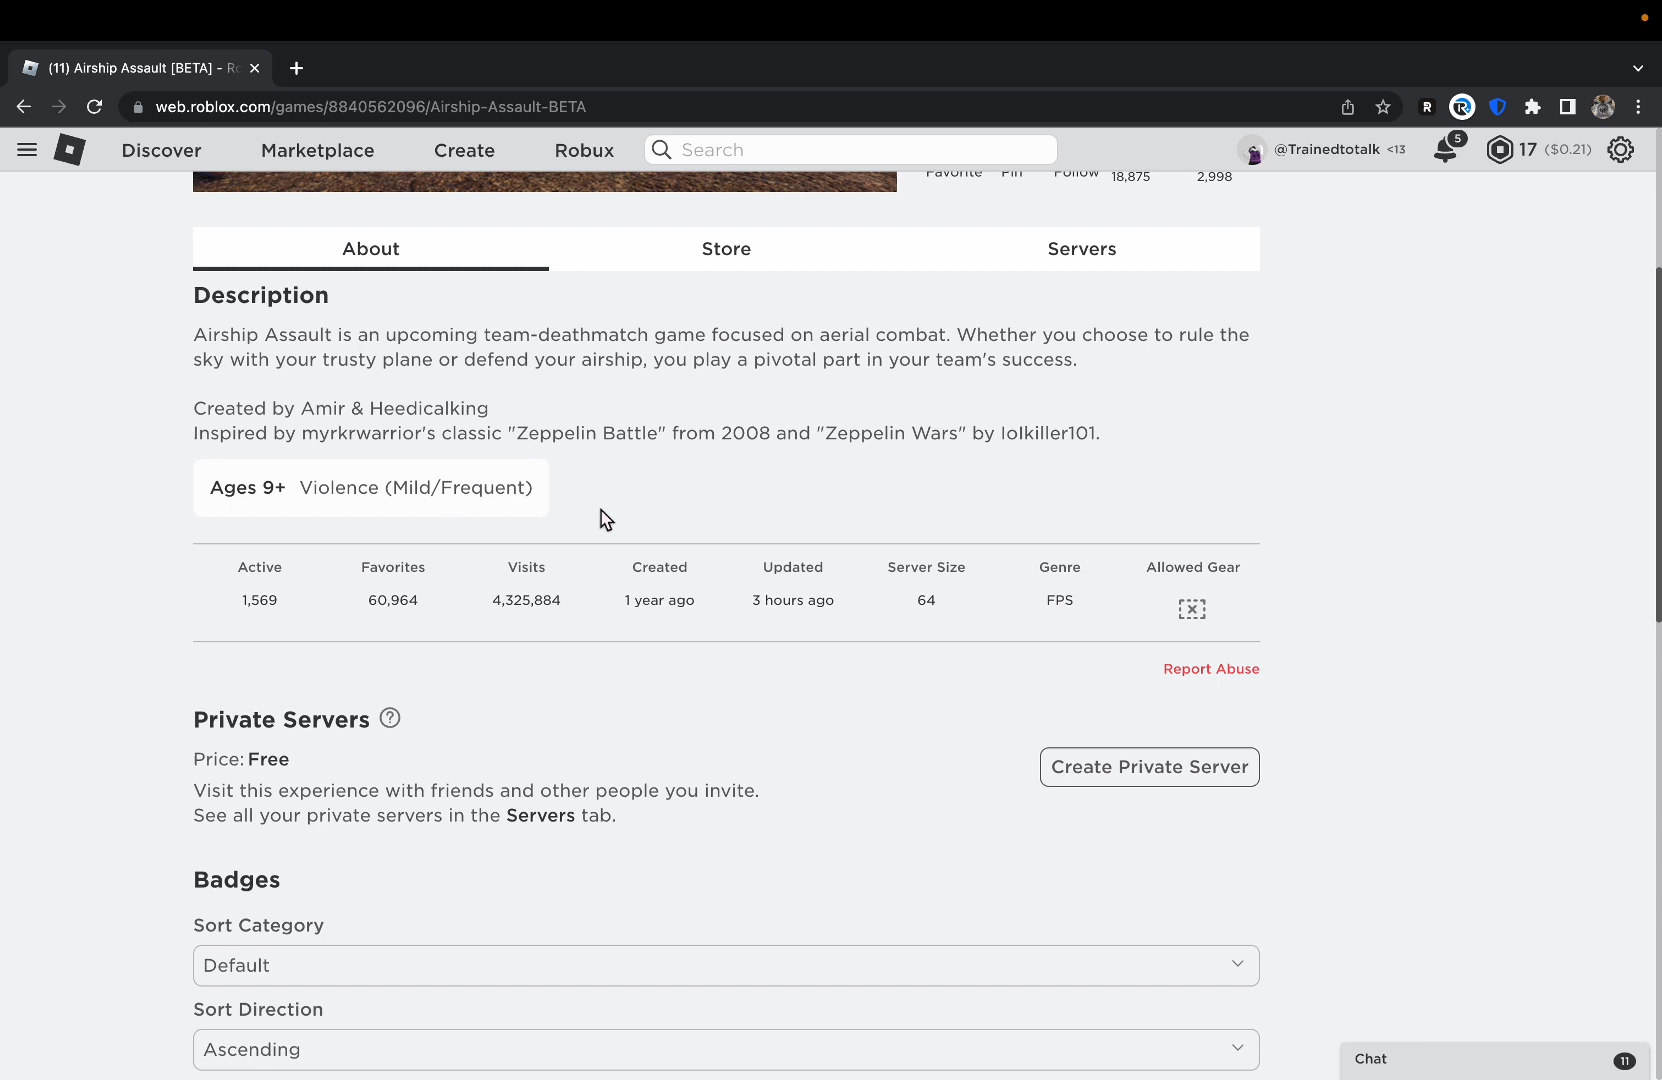 (11) Airship Assault [BETA] - Ro
web.roblox.com/games/8840562096/Airship-Assault-BETA
R
Discover
Marketplace
Create
Robux
Search
@Trainedtotalk <13
5
17 ($0.21)
Favorite Pin Follow 18,875 2,998
About
Store
Servers
Description
Airship Assault is an upcoming team-deathmatch game focused on aerial combat. Whether you choose to rule the
sky with your trusty plane or defend your airship, you play a pivotal part in your team's success.
Created by Amir & Heedicalking
Inspired by myrkrwarrior's classic "Zeppelin Battle" from 2008 and "Zeppelin Wars" by lolkiller101.
Ages 9+ Violence (Mild/Frequent)
Active Favorites Visits Created Updated Server Size Genre Allowed Gear
1,569 60,964 4,325,884 1 year ago 3 hours ago 64 FPS
Report Abuse
Private Servers
Price: Free
Create Private Server
Visit this experience with friends and other people you invite.
See all your private servers in the Servers tab.
Badges
Sort Category
Default
Sort Direction
Ascending
Chat
11